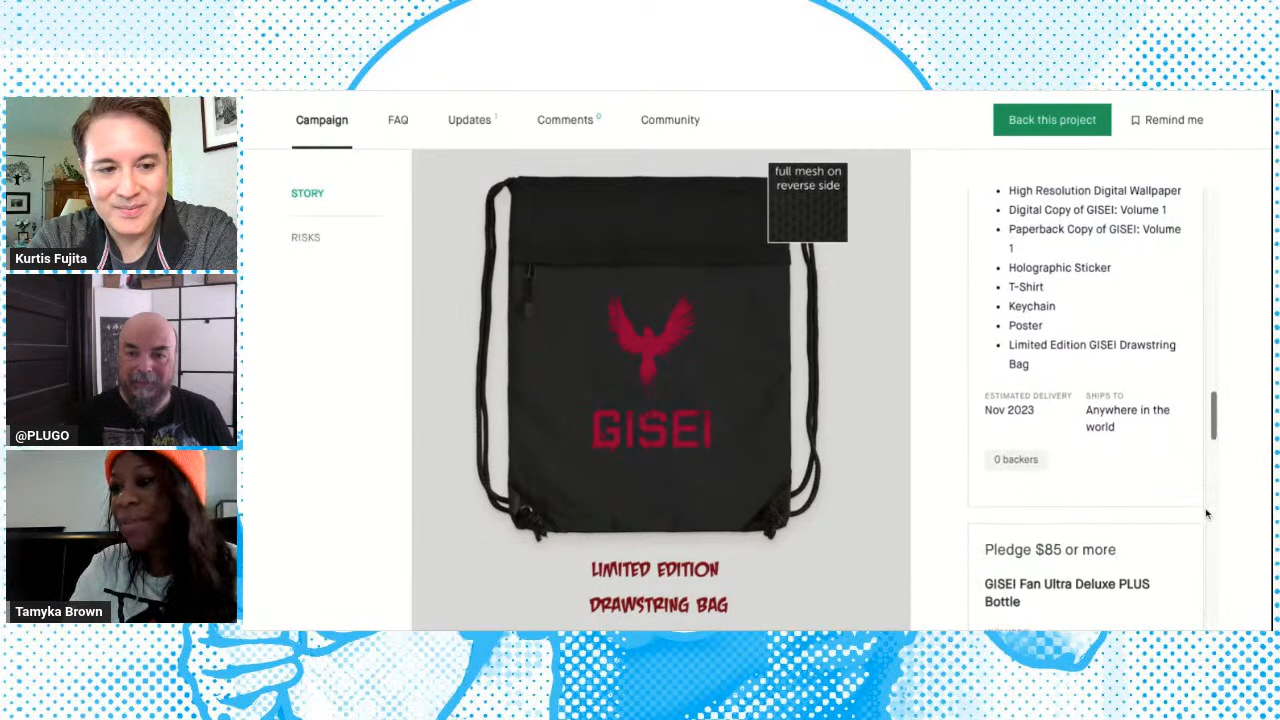 Campaign
FAQ
Updates 1
Comments 0
Community
Back this project
Remind me
STORY
RISKS
full mesh on
reverse side
GISEI
LIMITED EDITION
DRAWSTRING BAG
High Resolution Digital Wallpaper
Digital Copy of GISEI: Volume 1
Paperback Copy of GISEI: Volume
1
Holographic Sticker
T-Shirt
Keychain
Poster
Limited Edition GISEI Drawstring
Bag
ESTIMATED DELIVERY
Nov 2023
SHIPS TO
Anywhere in the
world
0 backers
Pledge $85 or more
GISEI Fan Ultra Deluxe PLUS
Bottle
Kurtis Fujita
@PLUGO
Tamyka Brown